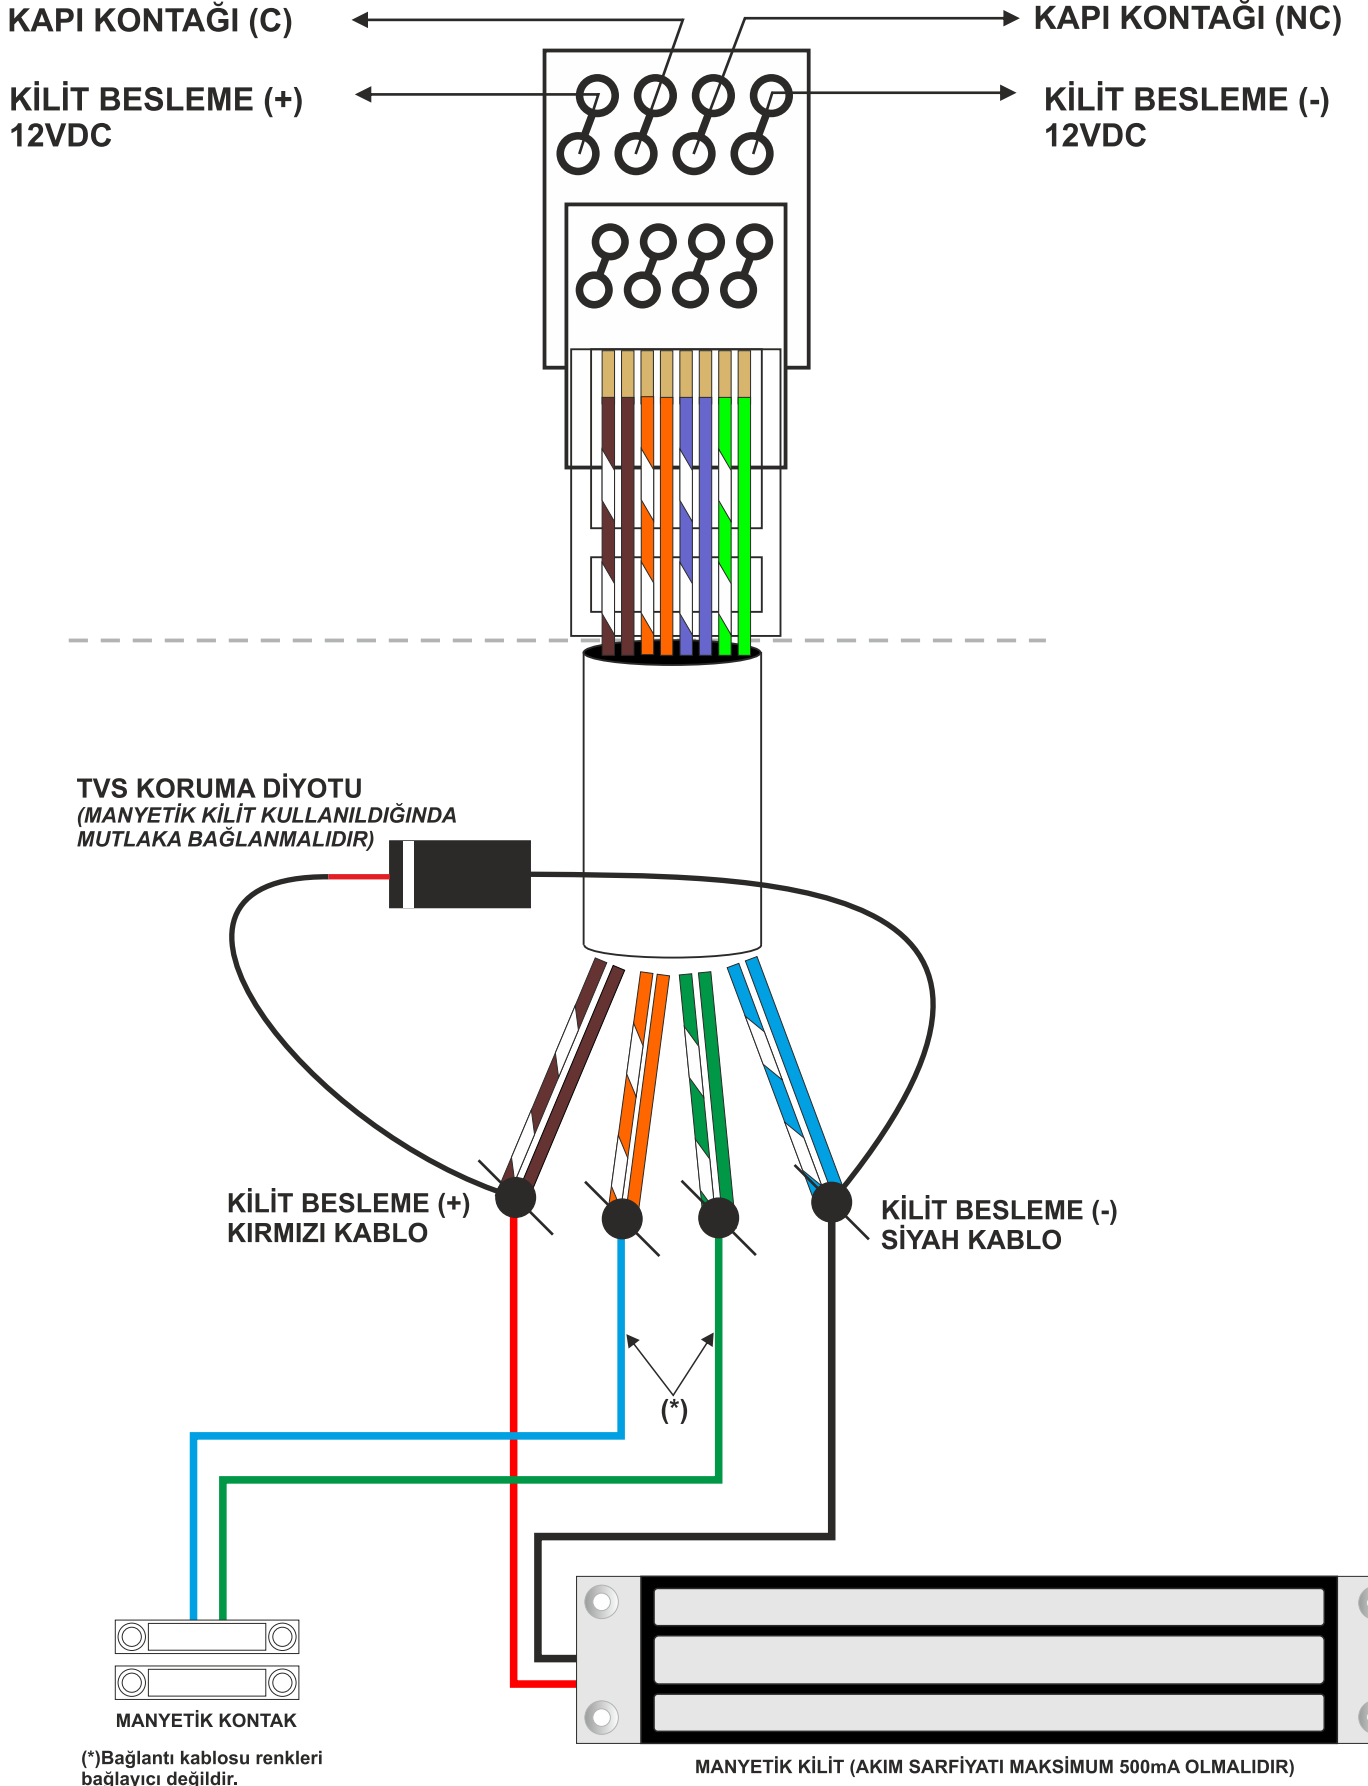 KAPI KONTAĞI (C)
KAPI KONTAĞI (NC)
KİLİT BESLEME (+)
12VDC
KİLİT BESLEME (-)
12VDC
TVS KORUMA DİYOTU
(MANYETİK KİLİT KULLANILDIĞINDA
MUTLAKA BAĞLANMALIDIR)
KİLİT BESLEME (+)
KIRMIZI KABLO
KİLİT BESLEME (-)
SİYAH KABLO
(*)
MANYETİK KONTAK
(*)Bağlantı kablosu renkleri
bağlayıcı değildir.
MANYETİK KİLİT (AKIM SARFİYATI MAKSİMUM 500mA OLMALIDIR)